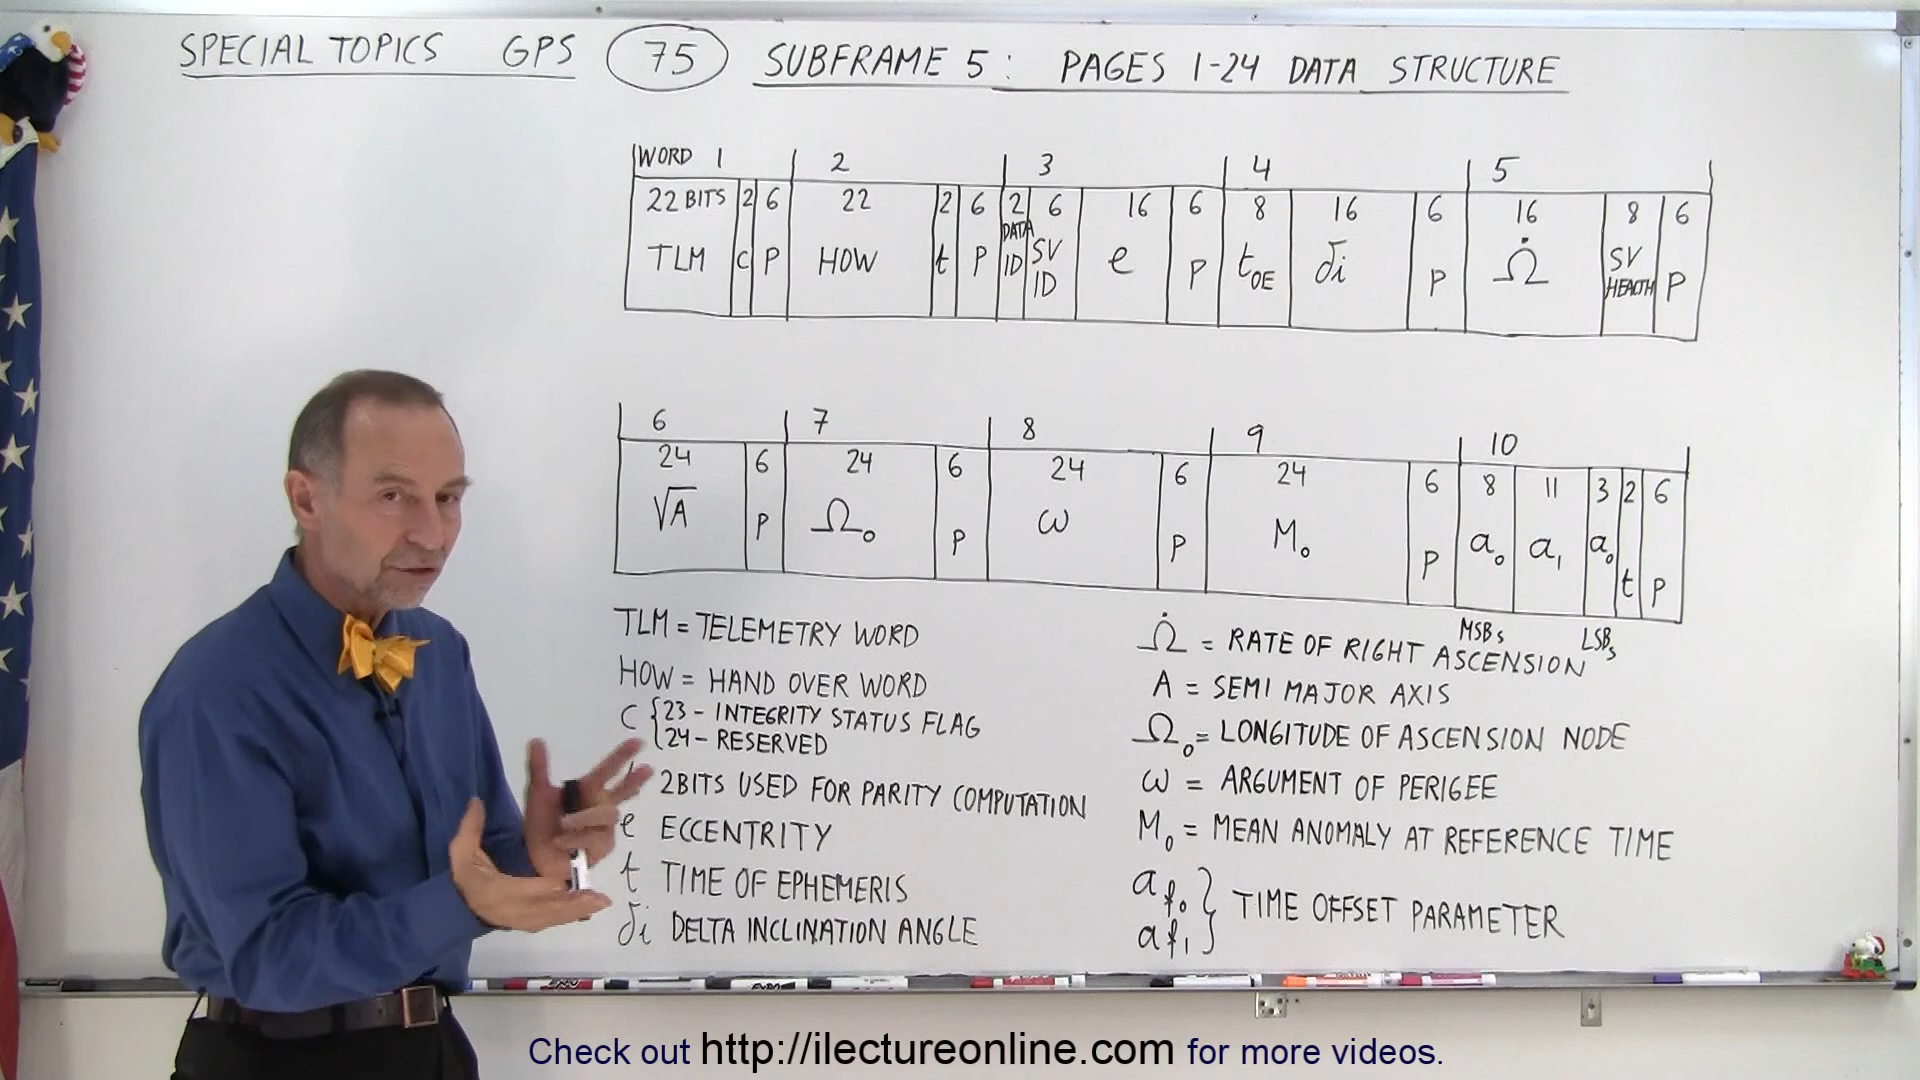 SPECIAL TOPICS GPS 75 SUBFRAME 5: PAGES 1-24 DATA STRUCTURE
WORD 1 2 3 4 5
22 BITS 2 6 22 2 6 2 6 16 6 8 16 6 16 8 6
TLM C P HOW t P DATA ID SV ID e P tOE δi P Ω̇ SV HEALTH P
6 7 8 9 10
24 6 24 6 24 6 24 6 8 11 3 2 6
√A P Ω₀ P ω P M₀ P a₀ a₁ a₀ t P
MSBs LSBs
TLM = TELEMETRY WORD
HOW = HAND OVER WORD
C { 23 - INTEGRITY STATUS FLAG
24 - RESERVED
2BITS USED FOR PARITY COMPUTATION
e ECCENTRITY
t TIME OF EPHEMERIS
δi DELTA INCLINATION ANGLE
Ω̇ = RATE OF RIGHT ASCENSION
A = SEMI MAJOR AXIS
Ω₀ = LONGITUDE OF ASCENSION NODE
ω = ARGUMENT OF PERIGEE
M₀ = MEAN ANOMALY AT REFERENCE TIME
af₀ } TIME OFFSET PARAMETER
af₁
Check out http://ilectureonline.com for more videos.